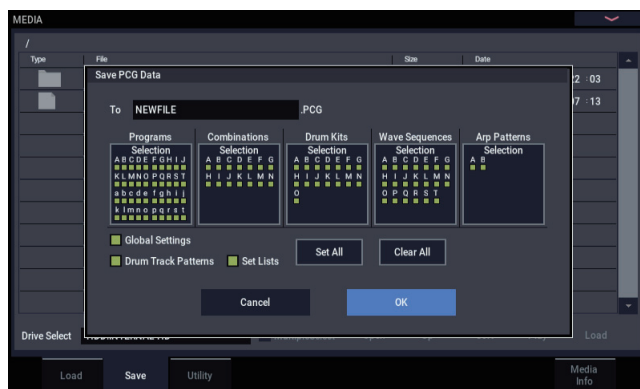 MEDIA
/
Type File Size Date
Save PCG Data
2 : 03
7 : 13
To NEWFILE .PCG
Programs Combinations Drum Kits Wave Sequences Arp Patterns
Selection Selection Selection Selection Selection
A B C D E F G H I J A B C D E F G A B C D E F G A B C D E F G A B
K L M N O P Q R S T H I J K L M N H I J K L M N H I J K L M N
a b c d e f g h i j O O P Q R S T
k l m n o p q r s t
Global Settings
Drum Track Patterns Set Lists Set All Clear All
Cancel OK
Drive Select Load
Load Save Utility Media
Info